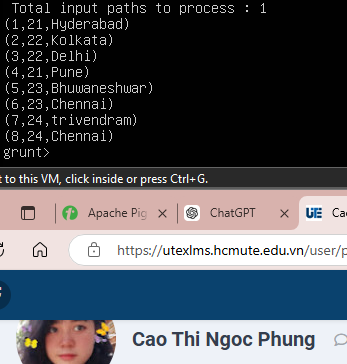 Total input paths to process : 1
(1,21,Hyderabad)
(2,22,Kolkata)
(3,22,Delhi)
(4,21,Pune)
(5,23,Bhuwaneshwar)
(6,23,Chennai)
(7,24,trivendram)
(8,24,Chennai)
grunt>
t to this VM, click inside or press Ctrl+G.
Apache Pig
ChatGPT
UE
Ca
https://utexlms.hcmute.edu.vn/user/p
Cao Thi Ngoc Phung